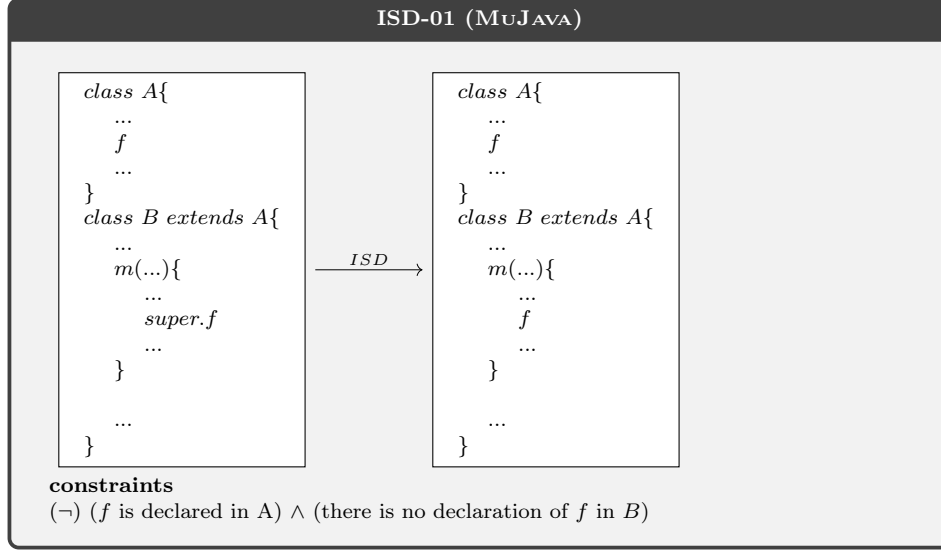 ISD-01 (MuJava)
class A{
...
f
...
}
class B extends A{
...
m(...){
...
super.f
...
}
...
}
ISD
class A{
...
f
...
}
class B extends A{
...
m(...){
...
f
...
}
...
}
constraints
(¬) (f is declared in A) ∧ (there is no declaration of f in B)